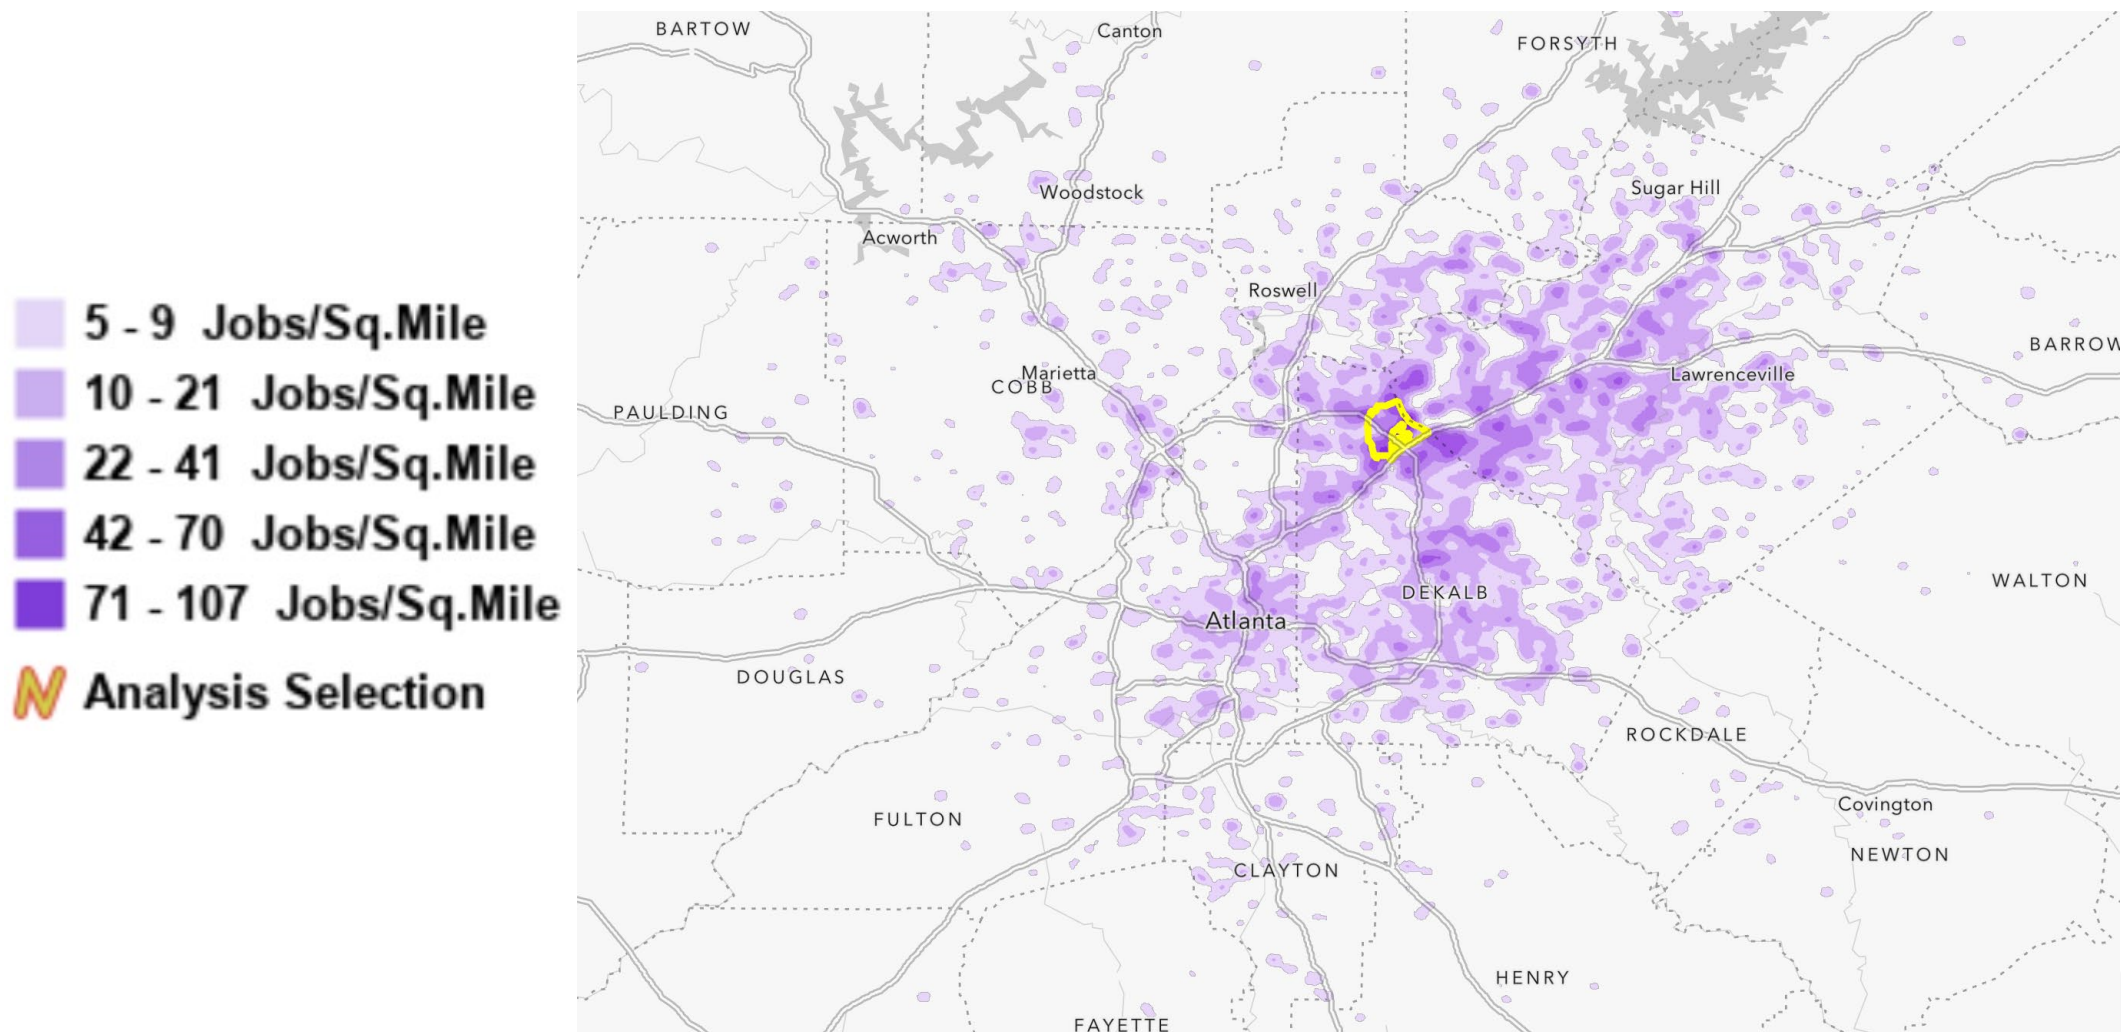 5 - 9 Jobs/Sq.Mile
10 - 21 Jobs/Sq.Mile
22 - 41 Jobs/Sq.Mile
42 - 70 Jobs/Sq.Mile
71 - 107 Jobs/Sq.Mile
Analysis Selection
BARTOW
Canton
FORSYTH
Woodstock
Sugar Hill
Acworth
Roswell
BARROW
Marietta
COBB
Lawrenceville
PAULDING
WALTON
DEKALB
Atlanta
DOUGLAS
ROCKDALE
Covington
FULTON
NEWTON
CLAYTON
HENRY
FAYETTE